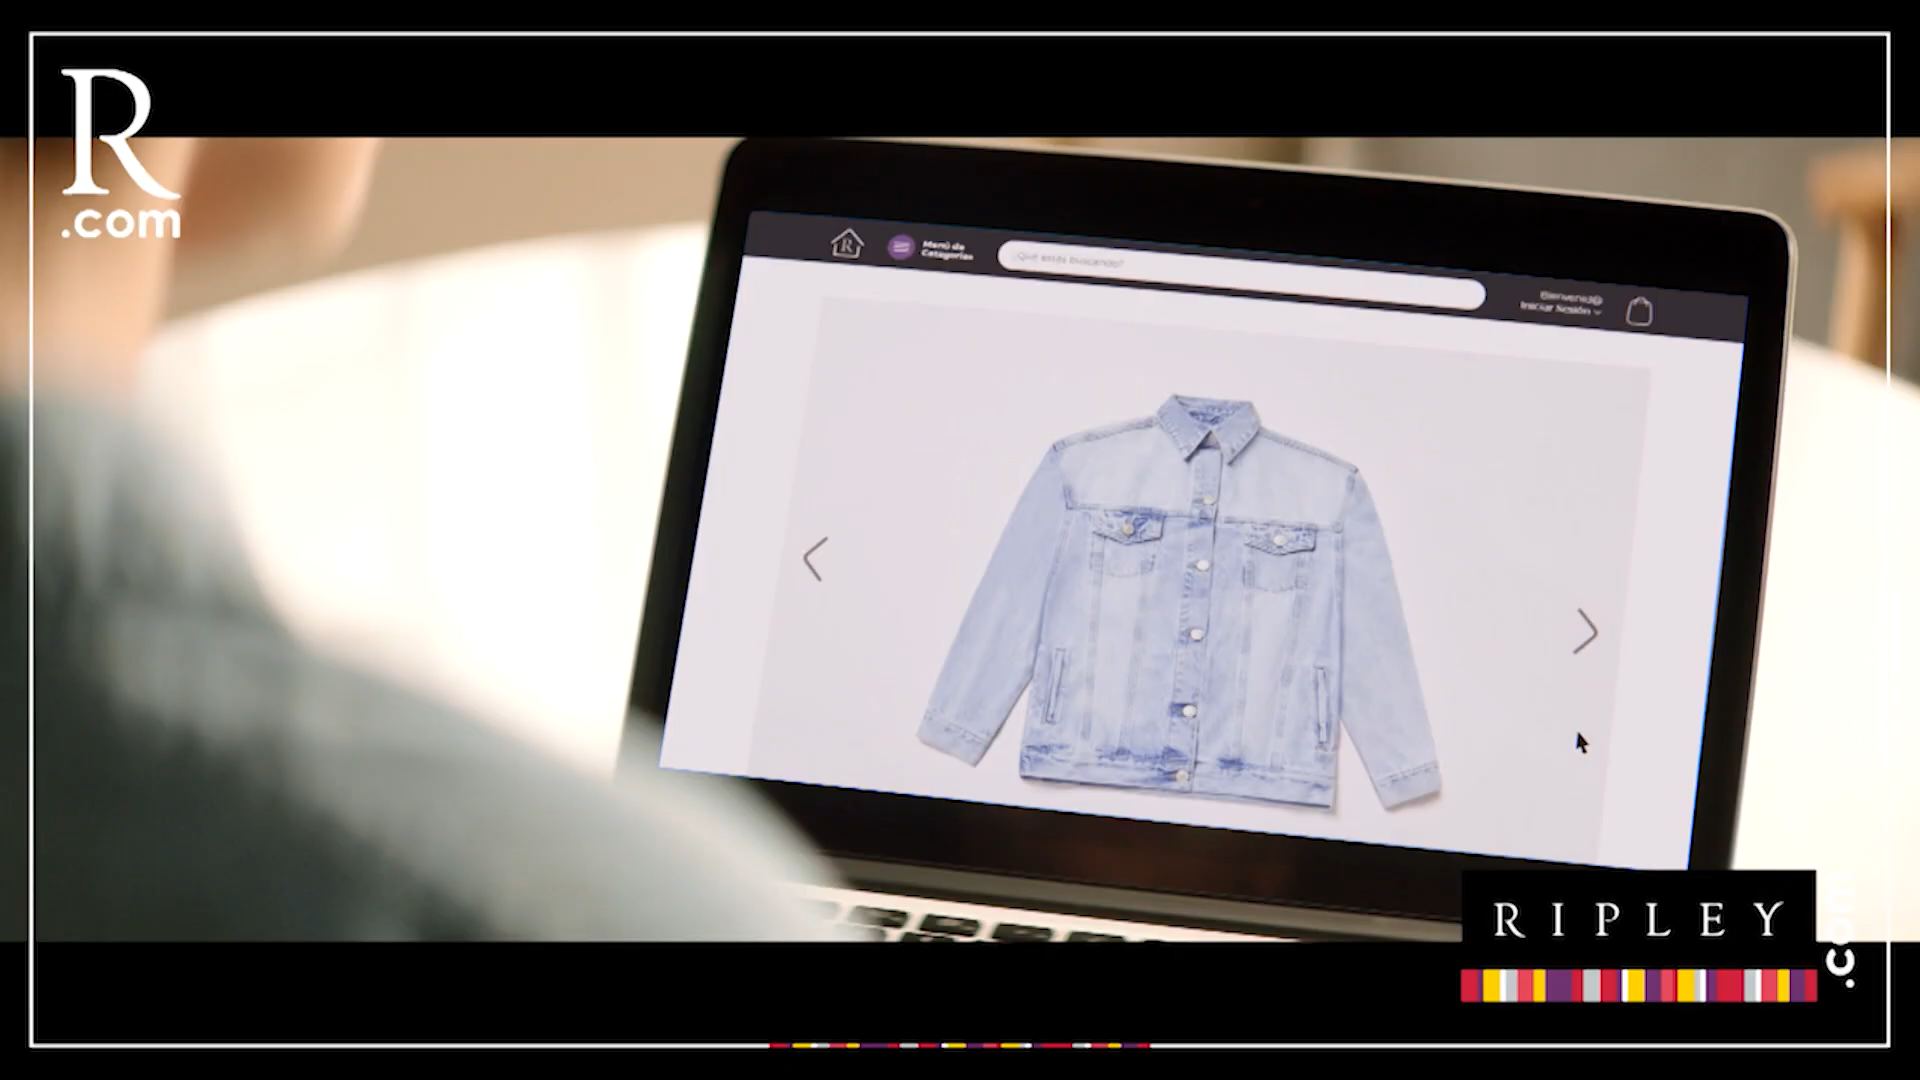 R
.com
R
Menú de
Categorías
¿Qué estás buscando?
Bienvenid@
Iniciar Sesión
RIPLEY
.com